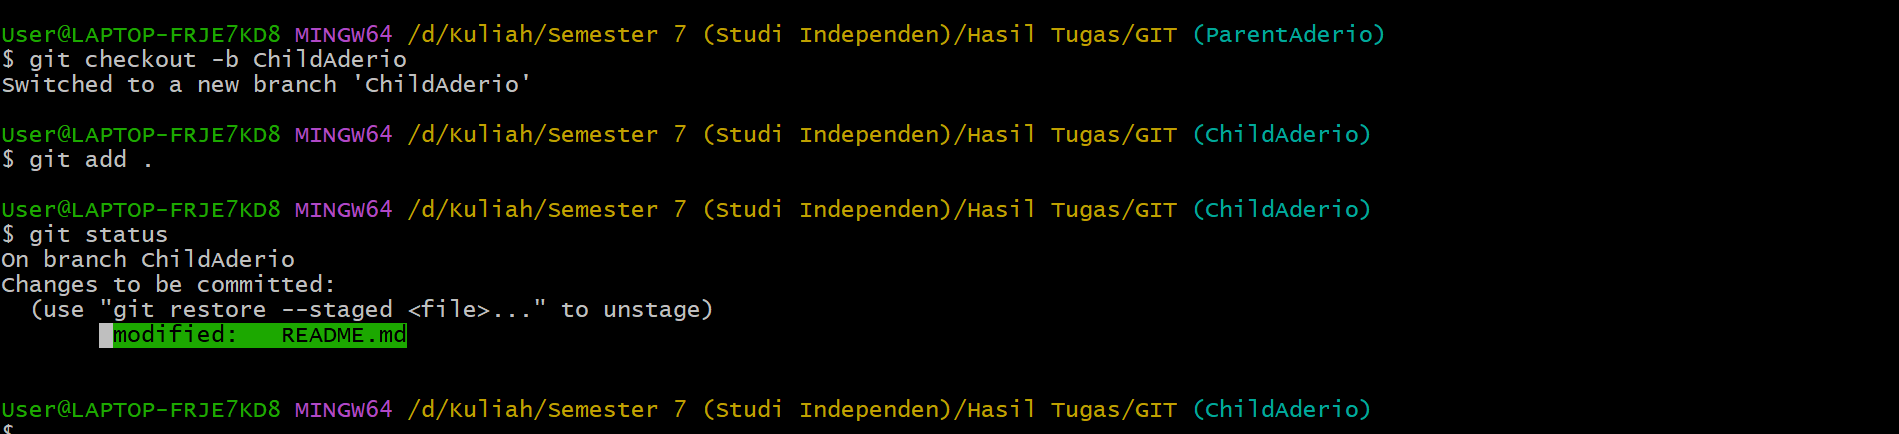 User@LAPTOP-FRJE7KD8 MINGW64 /d/Kuliah/Semester 7 (Studi Independen)/Hasil Tugas/GIT (ParentAderio)
$ git checkout -b ChildAderio
Switched to a new branch 'ChildAderio'
User@LAPTOP-FRJE7KD8 MINGW64 /d/Kuliah/Semester 7 (Studi Independen)/Hasil Tugas/GIT (ChildAderio)
$ git add .
User@LAPTOP-FRJE7KD8 MINGW64 /d/Kuliah/Semester 7 (Studi Independen)/Hasil Tugas/GIT (ChildAderio)
$ git status
On branch ChildAderio
Changes to be committed:
  (use "git restore --staged <file>..." to unstage)
        modified:   README.md
User@LAPTOP-FRJE7KD8 MINGW64 /d/Kuliah/Semester 7 (Studi Independen)/Hasil Tugas/GIT (ChildAderio)
$